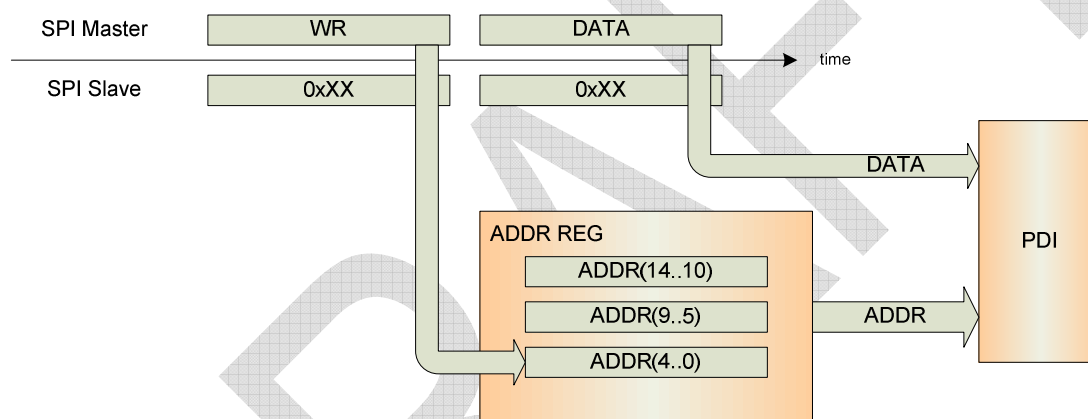 SPI Master WR DATA
time
SPI Slave 0xXX 0xXX
DATA
ADDR REG
PDI
ADDR(14..10)
ADDR(9..5) ADDR
ADDR(4..0)